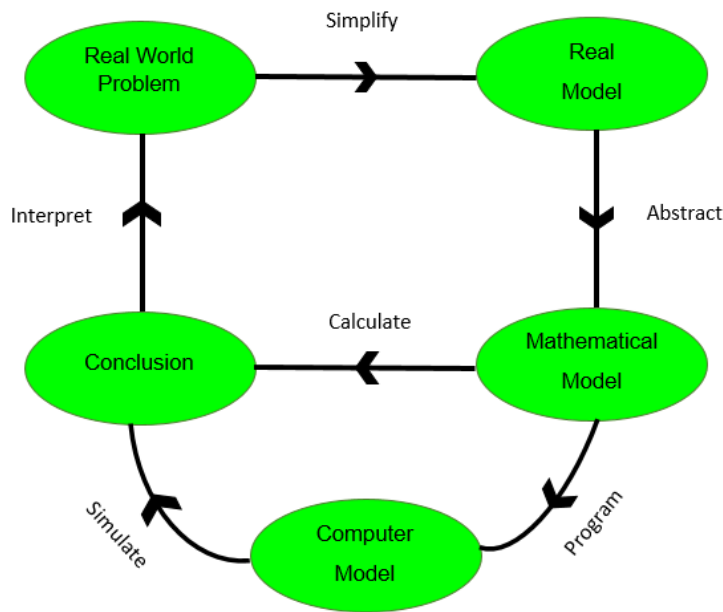 Simplify
Real World
Problem
Real
Model
Interpret
Abstract
Calculate
Conclusion
Mathematical
Model
Simulate
Program
Computer
Model